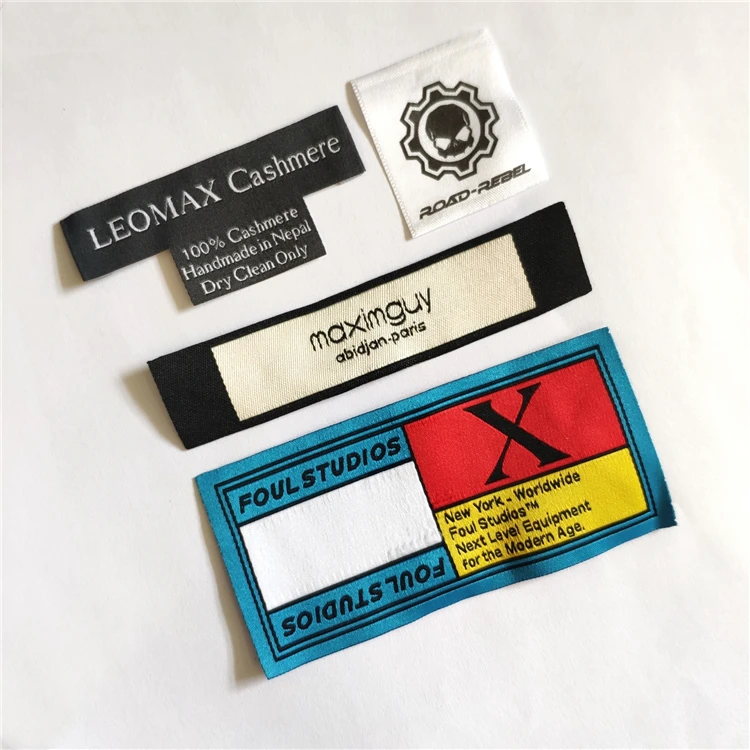 LEOMAX Cashmere
100% Cashmere
Handmade in Nepal
Dry Clean Only
ROAD-REBEL
maximguy
abidjan-paris
FOUL STUDIOS
X
New York - Worldwide
Foul Studios™
Next Level Equipment
for the Modern Age.
FOUL STUDIOS